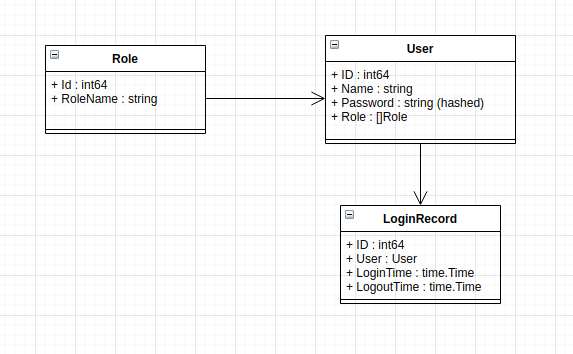 Role
+ Id : int64
+ RoleName : string
User
+ ID : int64
+ Name : string
+ Password : string (hashed)
+ Role : []Role
LoginRecord
+ ID : int64
+ User : User
+ LoginTime : time.Time
+ LogoutTime : time.Time